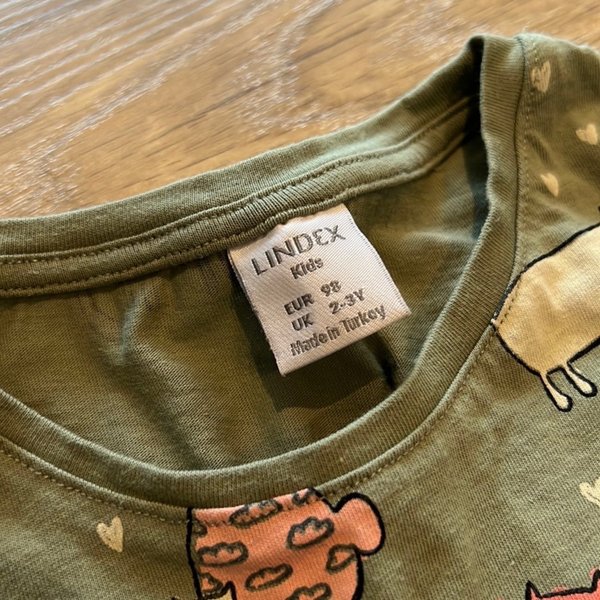 LINDEX
Kids
EUR 98
UK 2-3Y
Made in Turkey